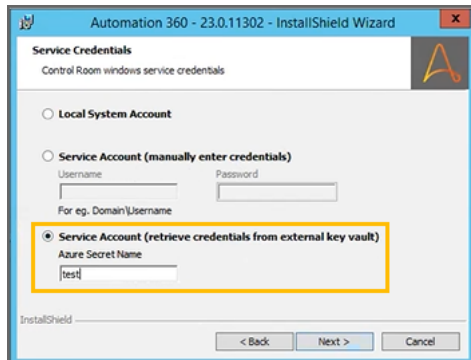 Automation 360 - 23.0.11302 - InstallShield Wizard
x
Service Credentials
Control Room windows service credentials
Local System Account
Service Account (manually enter credentials)
Username Password
For eg. Domain\Username
Service Account (retrieve credentials from external key vault)
Azure Secret Name
test
InstallShield
< Back Next > Cancel